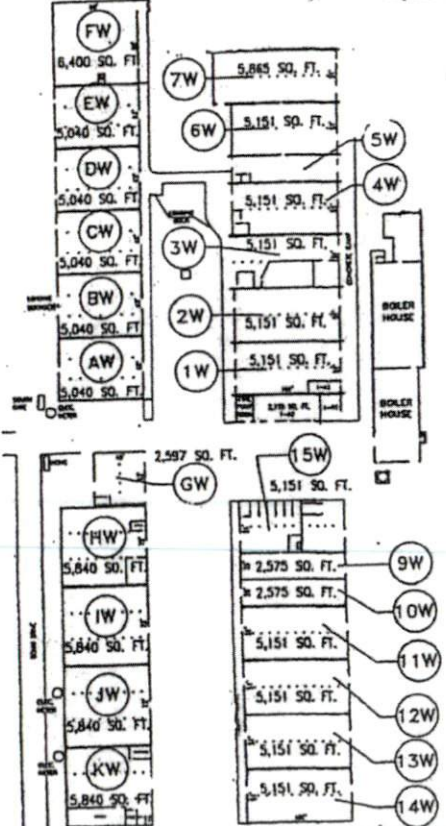 FW
6,400 SQ. FT.
EW
5,040 SQ. FT.
DW
5,040 SQ. FT.
CW
5,040 SQ. FT.
BW
5,040 SQ. FT.
AW
5,040 SQ. FT.
7W
5,865 SQ. FT.
6W
5,151 SQ. FT.
5W
4W
5,151 SQ. FT.
3W
5,151 SQ. FT.
2W
5,151 SQ. FT.
1W
5,151 SQ. FT.
BOILER
HOUSE
BOILER
HOUSE
2,597 SQ. FT.
GW
HW
5,840 SQ. FT.
IW
5,840 SQ. FT.
JW
5,840 SQ. FT.
KW
5,840 SQ. FT.
15W
5,151 SQ. FT.
2,575 SQ. FT.
9W
2,575 SQ. FT.
10W
11W
5,151 SQ. FT.
12W
5,151 SQ. FT.
13W
5,151 SQ. FT.
14W
5,151 SQ. FT.